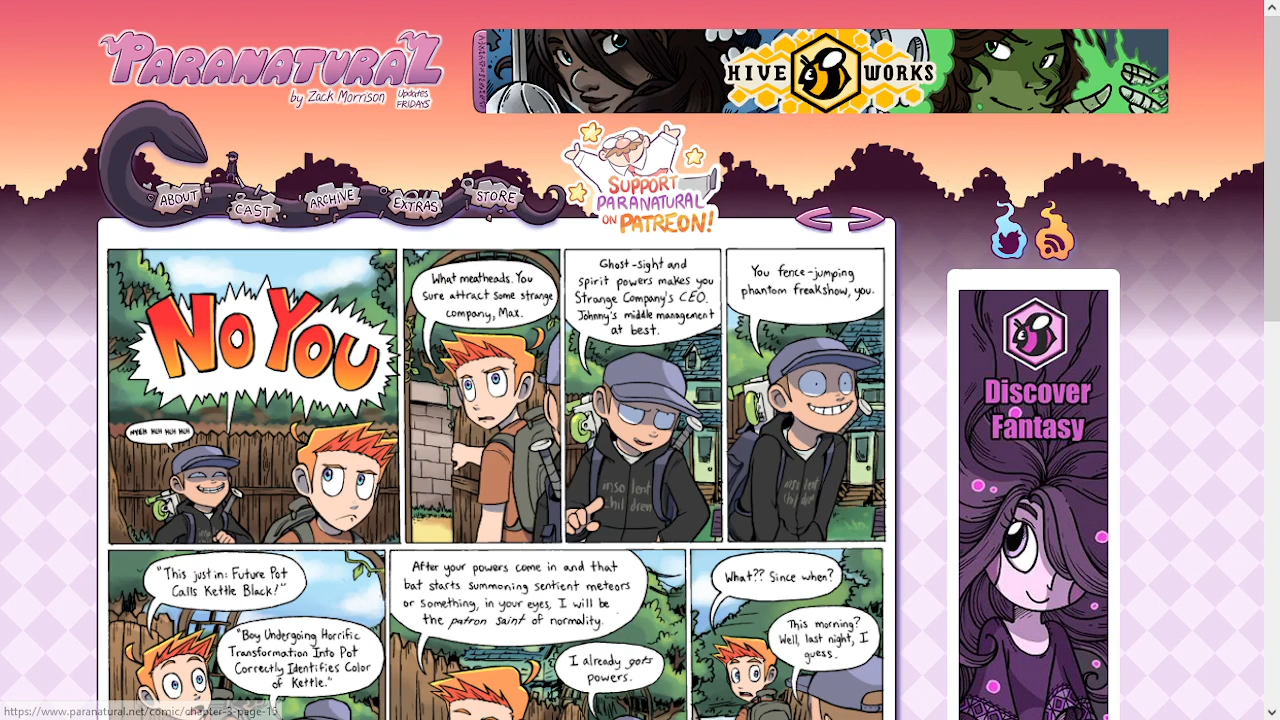 PARANATURAL
by Zack Morrison
Updates
FRIDAYS
HIVE WORKS
ABOUT
CAST
ARCHIVE
EXTRAS
STORE
SUPPORT
PARANATURAL
ON PATREON!
NO YOU
NYEH HUH HUH HUH
What meatheads. You
sure attract some strange
company, Max.
Ghost-sight and
spirit powers makes you
Strange Company's CEO.
Johnny's middle management
at best.
insolent
children
You fence-jumping
phantom freakshow, you.
insolent
children
Discover
Fantasy
"This just in: Future Pot
Calls Kettle Black!"
"Boy Undergoing Horrific
Transformation Into Pot
Correctly Identifies Color
of Kettle."
After your powers come in and that
bat starts summoning sentient meteors
or something, in your eyes, I will be
the patron saint of normality.
I already gots
powers.
What?? Since when?
This morning?
Well, last night, I
guess.
https://www.paranatural.net/comic/chapter-5-page-15